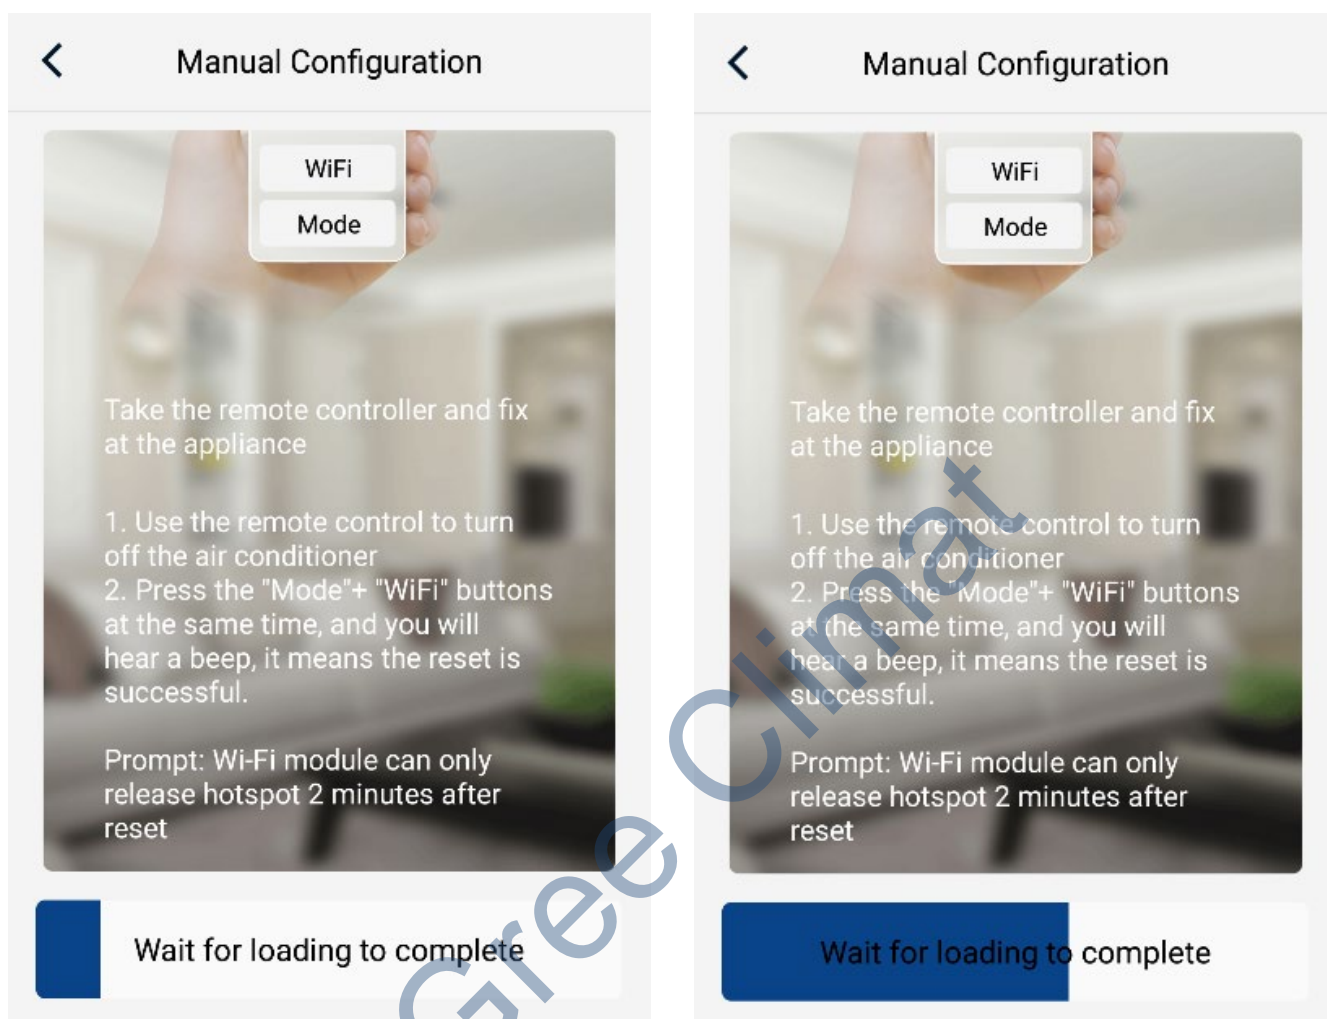 Manual Configuration
WiFi
Mode
Take the remote controller and fix
at the appliance
1. Use the remote control to turn
off the air conditioner
2. Press the "Mode"+ "WiFi" buttons
at the same time, and you will
hear a beep, it means the reset is
successful.
Prompt: Wi-Fi module can only
release hotspot 2 minutes after
reset
Wait for loading to complete
Manual Configuration
WiFi
Mode
Take the remote controller and fix
at the appliance
1. Use the remote control to turn
off the air conditioner
2. Press the "Mode"+ "WiFi" buttons
at the same time, and you will
hear a beep, it means the reset is
successful.
Prompt: Wi-Fi module can only
release hotspot 2 minutes after
reset
Wait for loading to complete
Gree Climat